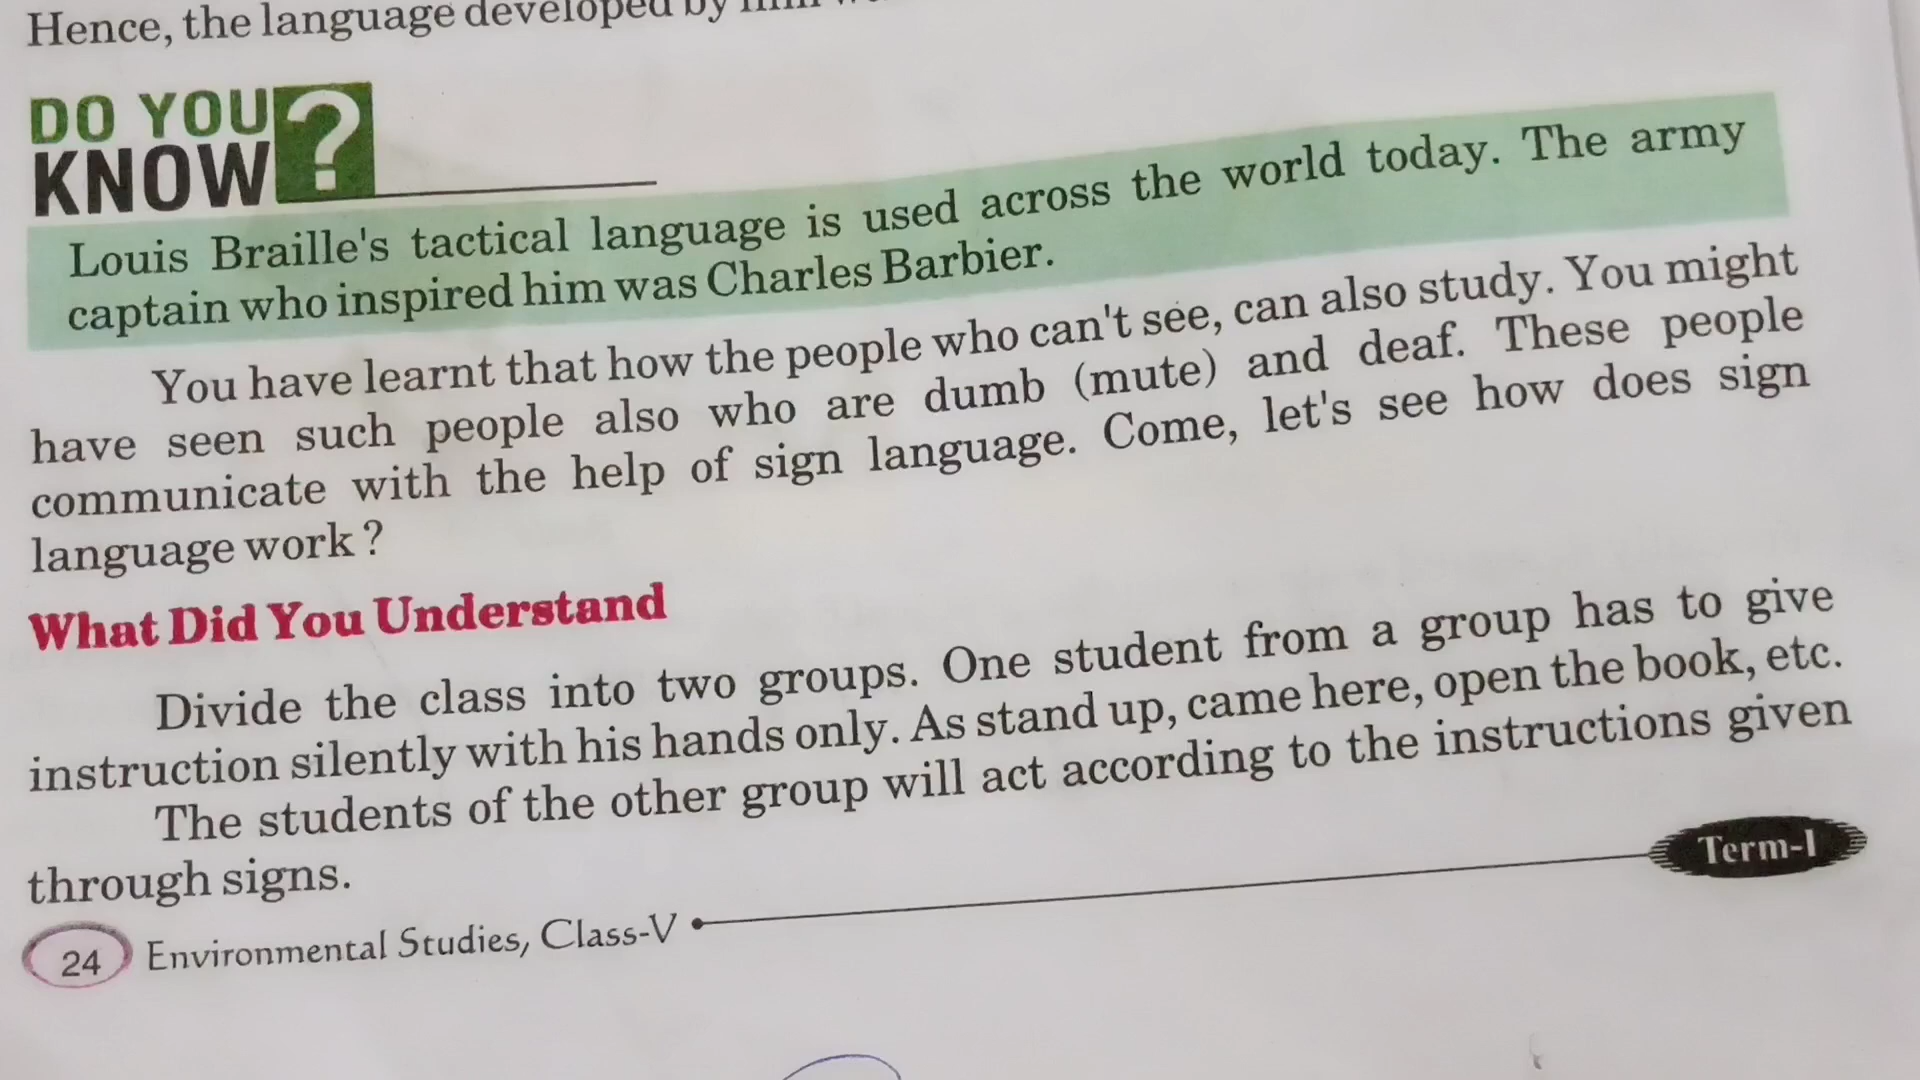 Hence, the language developed by him
DO YOU
KNOW ?
Louis Braille's tactical language is used across the world today. The army
captain who inspired him was Charles Barbier.
You have learnt that how the people who can't see, can also study. You might
have seen such people also who are dumb (mute) and deaf. These people
communicate with the help of sign language. Come, let's see how does sign
language work ?
What Did You Understand
Divide the class into two groups. One student from a group has to give
instruction silently with his hands only. As stand up, came here, open the book, etc.
The students of the other group will act according to the instructions given
through signs.
Term-I
24 Environmental Studies, Class-V